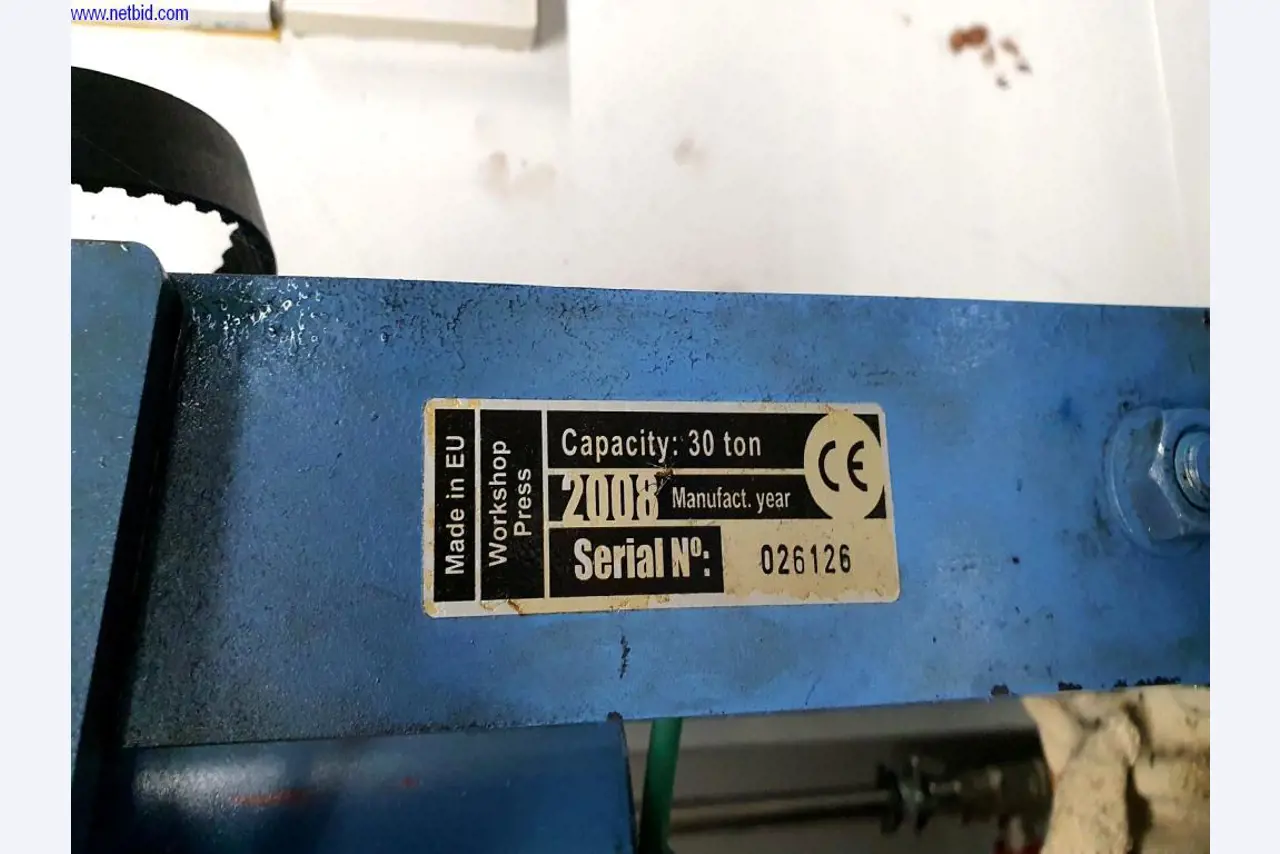 www.netbid.com
Made in EU
Workshop
Press
Capacity: 30 ton
2008 Manufact. year
CE
Serial Nº: 026126